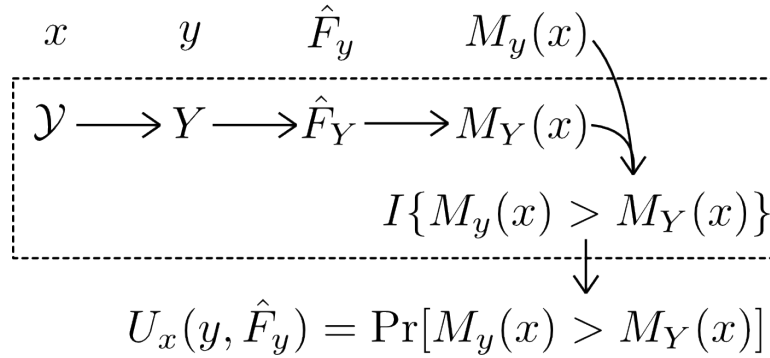 x y F̂_y M_y(x)
𝒴 → Y → F̂_Y → M_Y(x)
I{M_y(x) > M_Y(x)}
U_x(y, F̂_y) = Pr[M_y(x) > M_Y(x)]